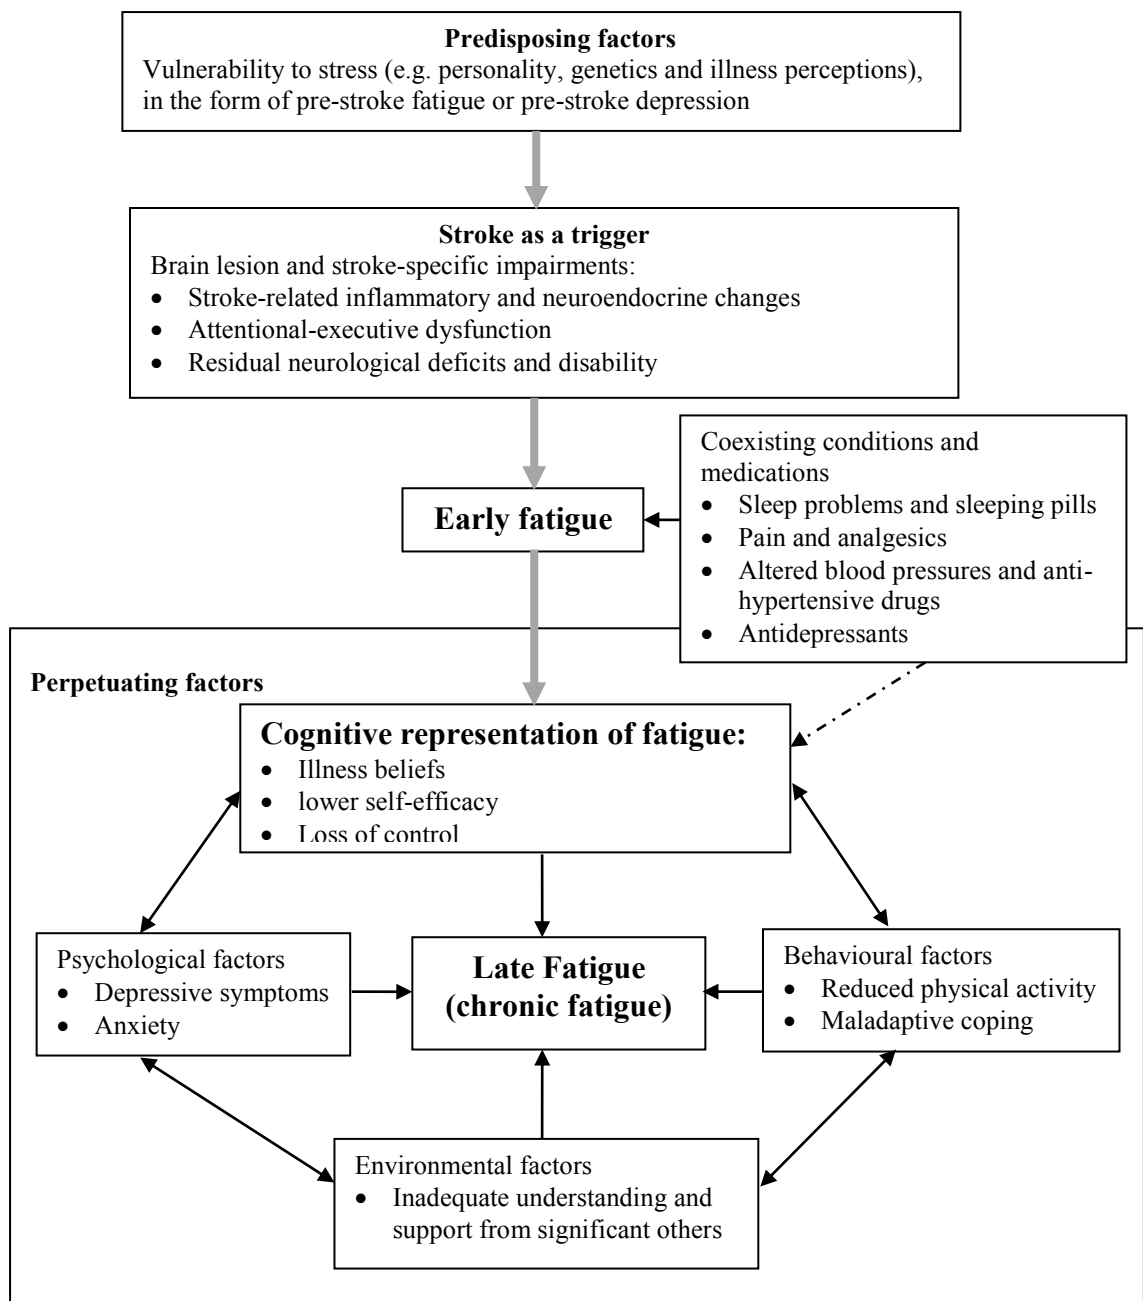 Predisposing factors
Vulnerability to stress (e.g. personality, genetics and illness perceptions),
in the form of pre-stroke fatigue or pre-stroke depression
Stroke as a trigger
Brain lesion and stroke-specific impairments:
• Stroke-related inflammatory and neuroendocrine changes
• Attentional-executive dysfunction
• Residual neurological deficits and disability
Early fatigue
Coexisting conditions and
medications
• Sleep problems and sleeping pills
• Pain and analgesics
• Altered blood pressures and anti-
hypertensive drugs
• Antidepressants
Perpetuating factors
Cognitive representation of fatigue:
• Illness beliefs
• lower self-efficacy
• Loss of control
Psychological factors
• Depressive symptoms
• Anxiety
Late Fatigue
(chronic fatigue)
Behavioural factors
• Reduced physical activity
• Maladaptive coping
Environmental factors
• Inadequate understanding and
support from significant others